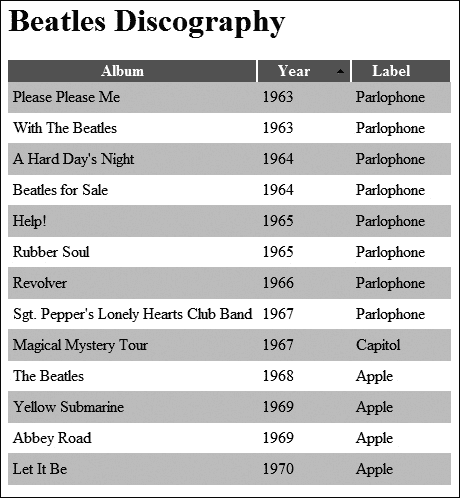 Beatles Discography
Album Year Label
Please Please Me 1963 Parlophone
With The Beatles 1963 Parlophone
A Hard Day's Night 1964 Parlophone
Beatles for Sale 1964 Parlophone
Help! 1965 Parlophone
Rubber Soul 1965 Parlophone
Revolver 1966 Parlophone
Sgt. Pepper's Lonely Hearts Club Band 1967 Parlophone
Magical Mystery Tour 1967 Capitol
The Beatles 1968 Apple
Yellow Submarine 1969 Apple
Abbey Road 1969 Apple
Let It Be 1970 Apple